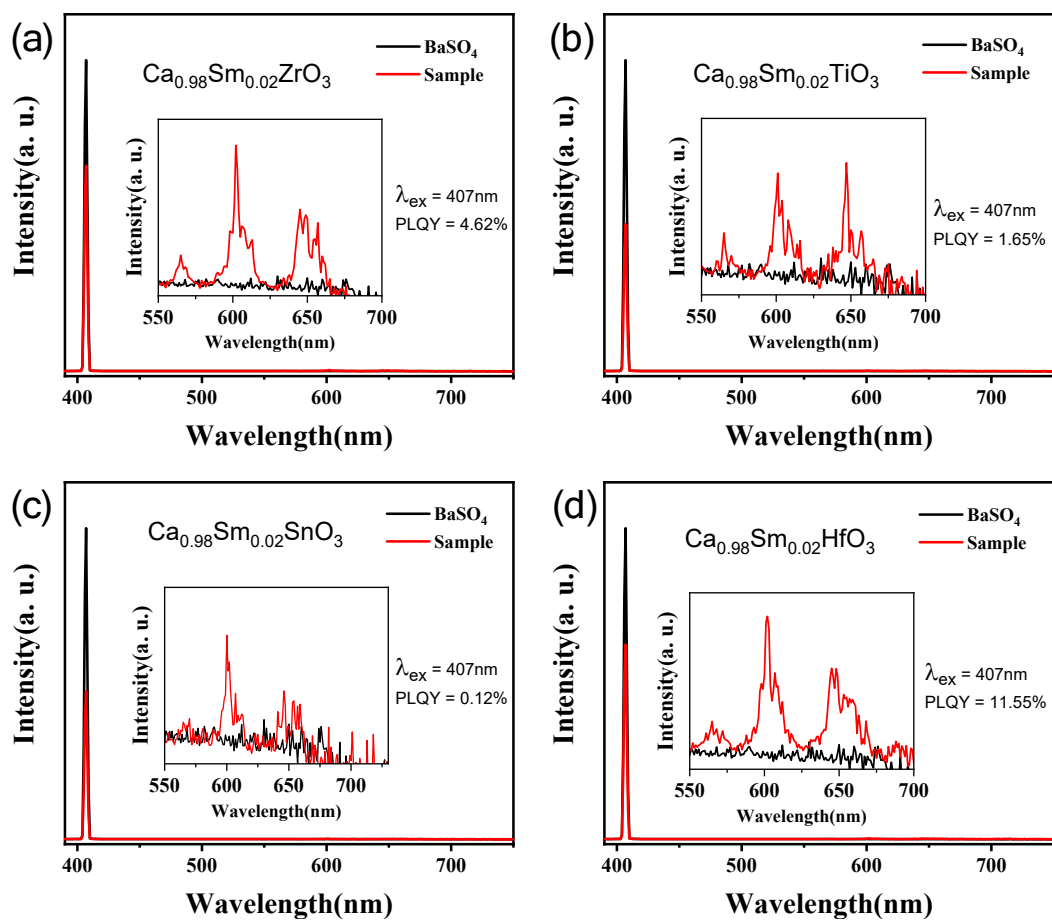 (a)
BaSO4
Sample
Ca0.98Sm0.02ZrO3
Intensity(a. u.)
Intensity(a. u.)
λex = 407nm
PLQY = 4.62%
550 600 650 700
Wavelength(nm)
400 500 600 700
Wavelength(nm)
(b)
BaSO4
Sample
Ca0.98Sm0.02TiO3
Intensity(a. u.)
Intensity(a. u.)
λex = 407nm
PLQY = 1.65%
550 600 650 700
Wavelength(nm)
400 500 600 700
Wavelength(nm)
(c)
BaSO4
Sample
Ca0.98Sm0.02SnO3
Intensity(a. u.)
Intensity(a. u.)
λex = 407nm
PLQY = 0.12%
550 600 650 700
Wavelength(nm)
400 500 600 700
Wavelength(nm)
(d)
BaSO4
Sample
Ca0.98Sm0.02HfO3
Intensity(a. u.)
Intensity(a. u.)
λex = 407nm
PLQY = 11.55%
550 600 650 700
Wavelength(nm)
400 500 600 700
Wavelength(nm)